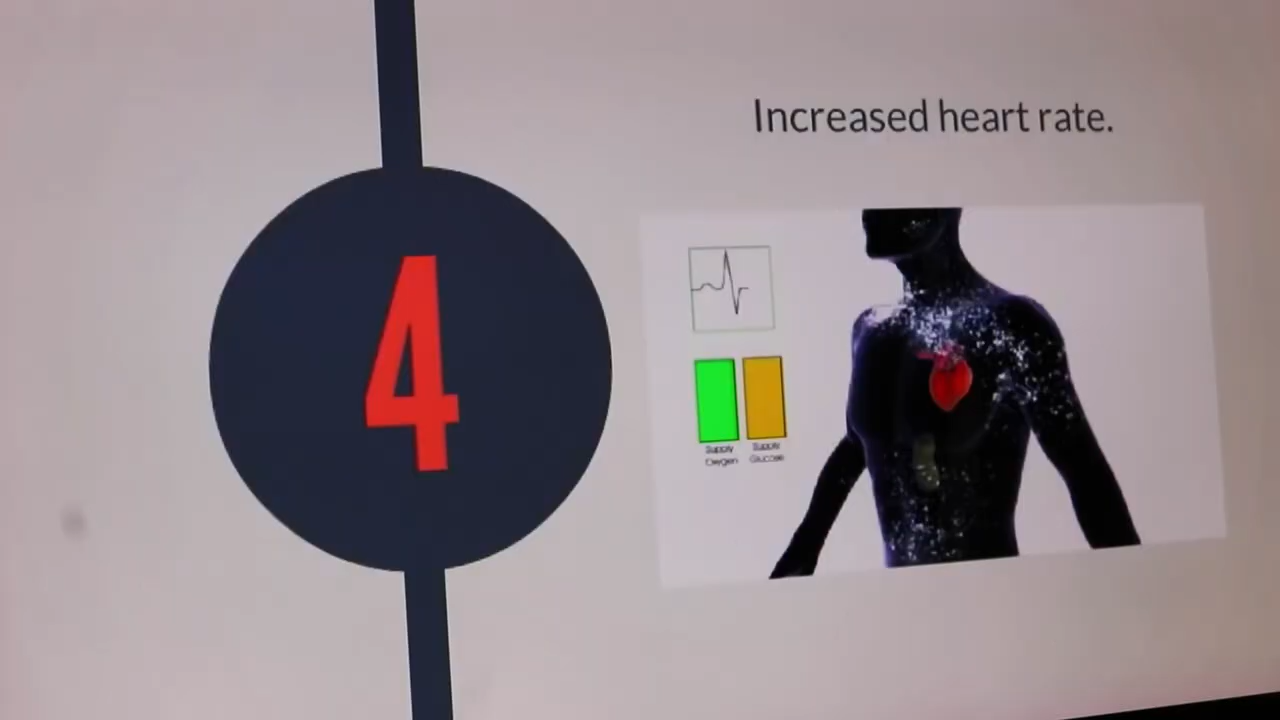 4
Increased heart rate.
Supply
Oxygen
Supply
Glucose